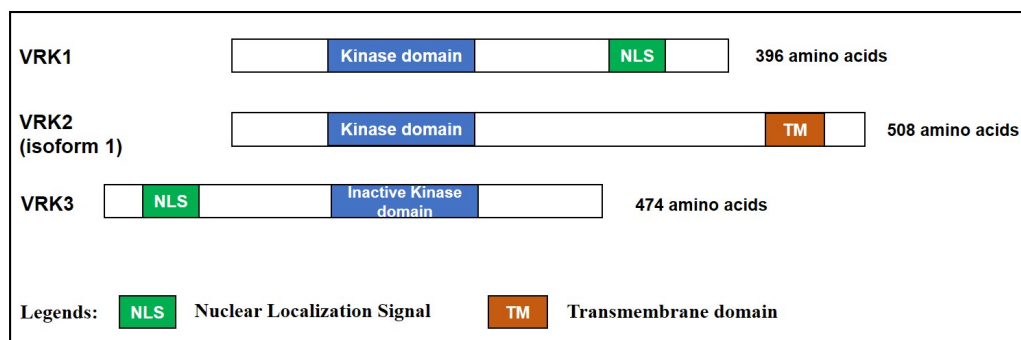 VRK1
Kinase domain
NLS
396 amino acids
VRK2
(isoform 1)
Kinase domain
TM
508 amino acids
VRK3
NLS
Inactive Kinase
domain
474 amino acids
Legends:
NLS
Nuclear Localization Signal
TM
Transmembrane domain